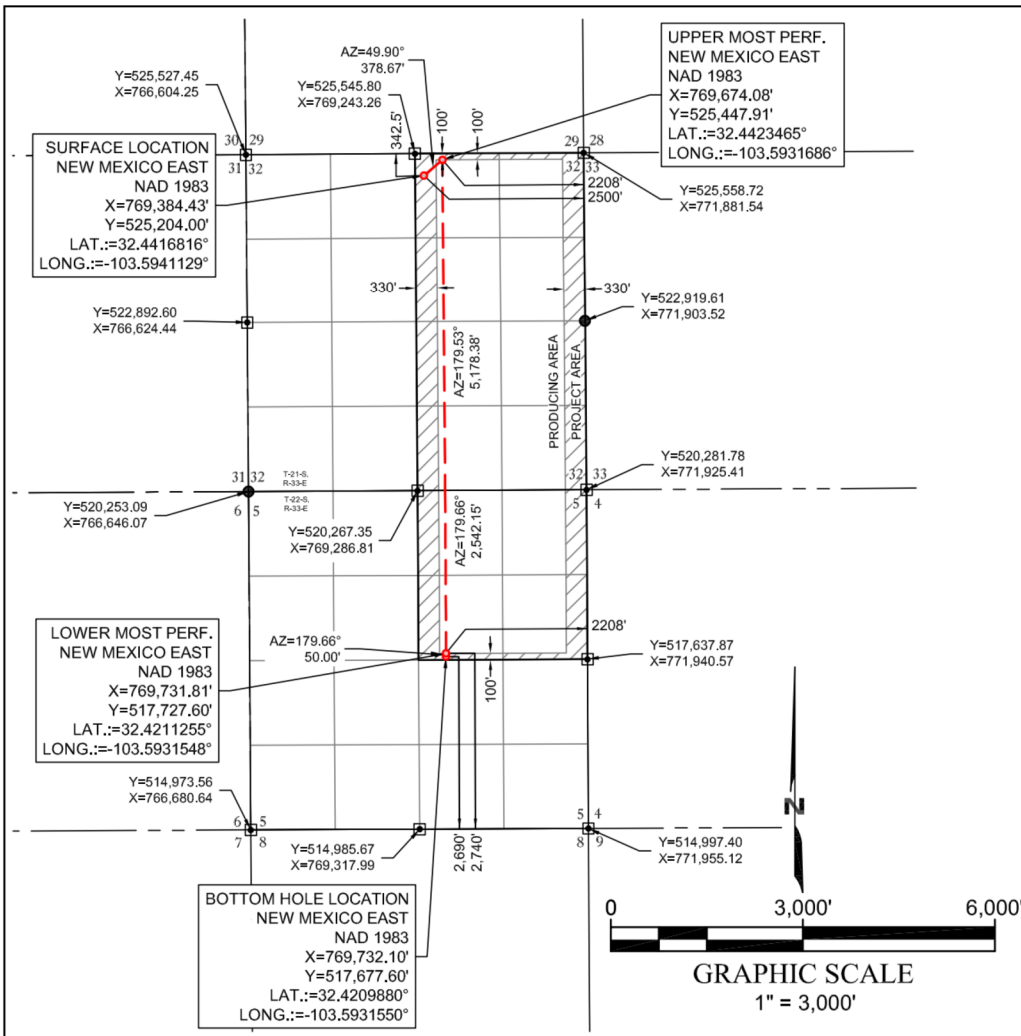 Y=525,527.45
X=766,604.25
AZ=49.90°
378.67'
Y=525,545.80
X=769,243.26
342.5'
100'
100'
UPPER MOST PERF.
NEW MEXICO EAST
NAD 1983
X=769,674.08'
Y=525,447.91'
LAT.:=32.4423465°
LONG.:=-103.5931686°
30 29
31 32
29 28
32 33
SURFACE LOCATION
NEW MEXICO EAST
NAD 1983
X=769,384.43'
Y=525,204.00'
LAT.:=32.4416816°
LONG.:=-103.5941129°
2208'
2500'
Y=525,558.72
X=771,881.54
330'
330'
Y=522,892.60
X=766,624.44
Y=522,919.61
X=771,903.52
AZ=179.53°
5,178.38'
PRODUCING AREA
PROJECT AREA
31 32
T-21-S.
R-33-E
T-22-S.
R-33-E
6 5
32 33
5 4
Y=520,281.78
X=771,925.41
Y=520,253.09
X=766,646.07
Y=520,267.35
X=769,286.81
AZ=179.66°
2,542.15'
LOWER MOST PERF.
NEW MEXICO EAST
NAD 1983
X=769,731.81'
Y=517,727.60'
LAT.:=32.4211255°
LONG.:=-103.5931548°
AZ=179.66°
50.00'
2208'
100'
Y=517,637.87
X=771,940.57
Y=514,973.56
X=766,680.64
6 5
7 8
Y=514,985.67
X=769,317.99
2,690'
2,740'
5 4
8 9
Y=514,997.40
X=771,955.12
N
BOTTOM HOLE LOCATION
NEW MEXICO EAST
NAD 1983
X=769,732.10'
Y=517,677.60'
LAT.:=32.4209880°
LONG.:=-103.5931550°
0 3,000' 6,000'
GRAPHIC SCALE
1" = 3,000'